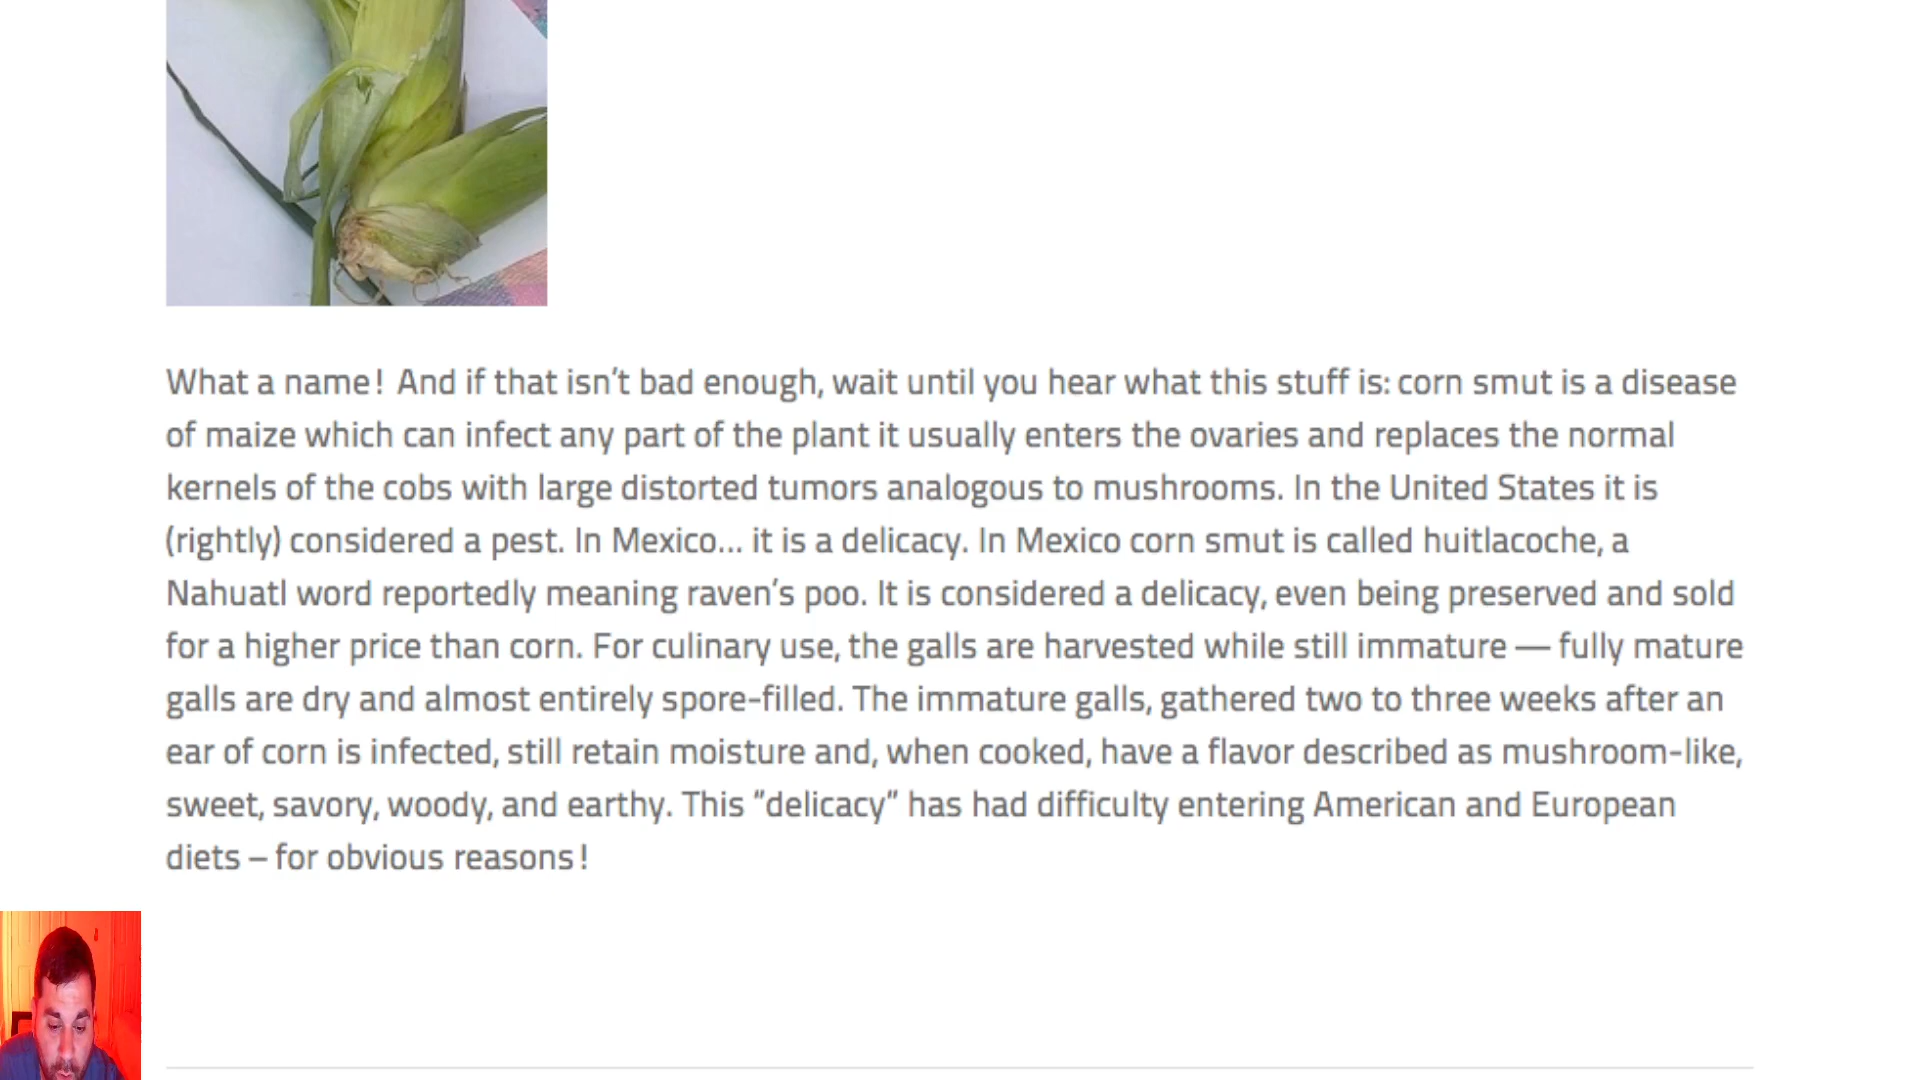 What a name! And if that isn't bad enough, wait until you hear what this stuff is: corn smut is a disease
of maize which can infect any part of the plant it usually enters the ovaries and replaces the normal
kernels of the cobs with large distorted tumors analogous to mushrooms. In the United States it is
(rightly) considered a pest. In Mexico… it is a delicacy. In Mexico corn smut is called huitlacoche, a
Nahuatl word reportedly meaning raven's poo. It is considered a delicacy, even being preserved and sold
for a higher price than corn. For culinary use, the galls are harvested while still immature — fully mature
galls are dry and almost entirely spore-filled. The immature galls, gathered two to three weeks after an
ear of corn is infected, still retain moisture and, when cooked, have a flavor described as mushroom-like,
sweet, savory, woody, and earthy. This "delicacy" has had difficulty entering American and European
diets – for obvious reasons!